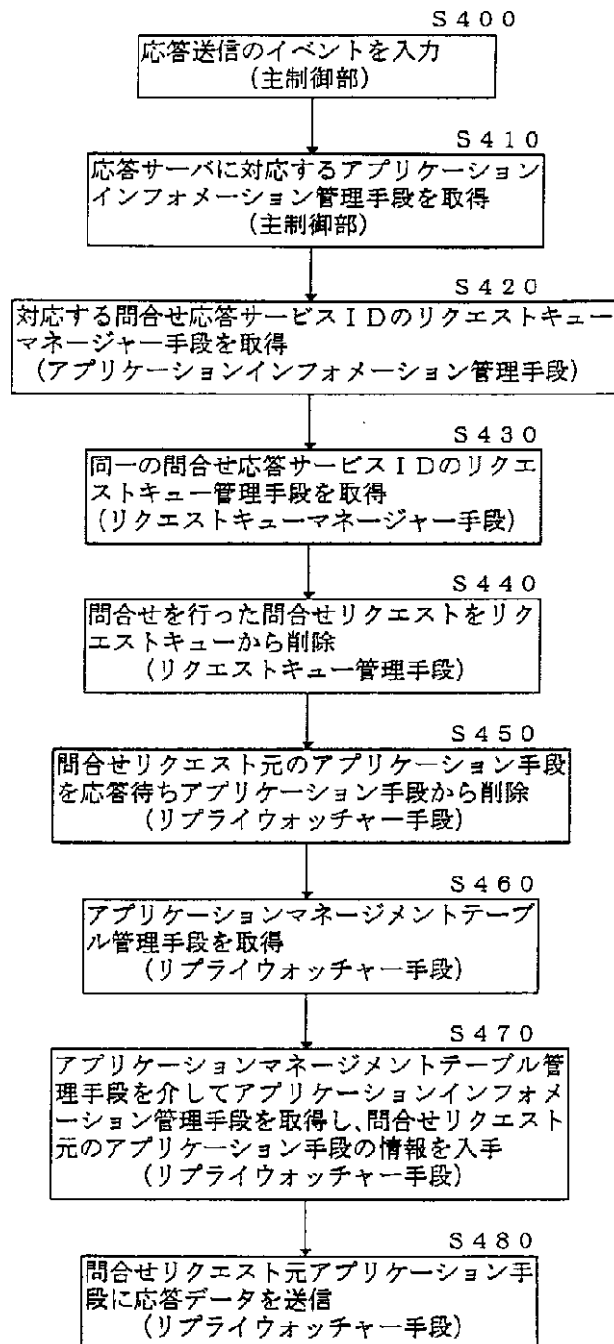 S400
応答送信のイベントを入力
(主制御部)
S410
応答サーバに対応するアプリケーション
インフォメーション管理手段を取得
(主制御部)
S420
対応する問合せ応答サービスIDのリクエストキュー
マネージャー手段を取得
(アプリケーションインフォメーション管理手段)
S430
同一の問合せ応答サービスIDのリクエ
ストキュー管理手段を取得
(リクエストキューマネージャー手段)
S440
問合せを行った問合せリクエストをリク
エストキューから削除
(リクエストキュー管理手段)
S450
問合せリクエスト元のアプリケーション手段
を応答待ちアプリケーション手段から削除
(リプライウォッチャー手段)
S460
アプリケーションマネージメントテーブ
ル管理手段を取得
(リプライウォッチャー手段)
S470
アプリケーションマネージメントテーブル管
理手段を介してアプリケーションインフォメ
ーション管理手段を取得し、問合せリクエスト
元のアプリケーション手段の情報を入手
(リプライウォッチャー手段)
S480
問合せリクエスト元アプリケーション手
段に応答データを送信
(リプライウォッチャー手段)